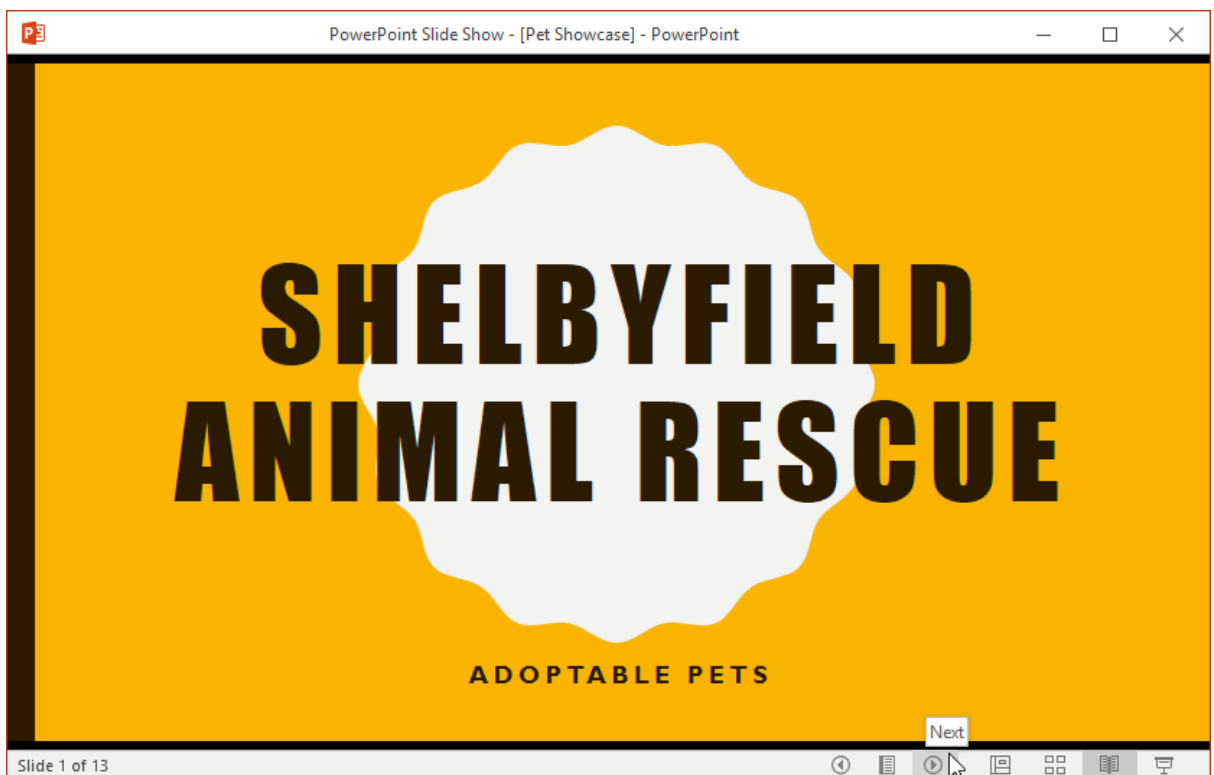 PowerPoint Slide Show - [Pet Showcase] - PowerPoint
SHELBYFIELD
ANIMAL RESCUE
ADOPTABLE PETS
Next
Slide 1 of 13